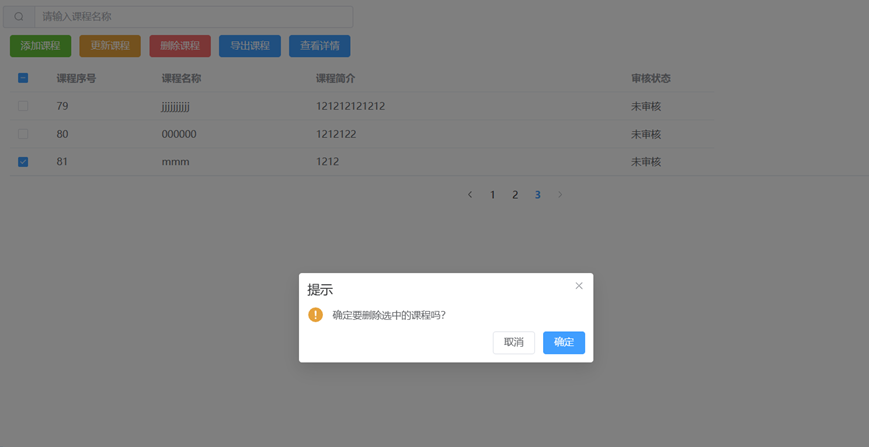 请输入课程名称
添加课程 更新课程 删除课程 导出课程 查看详情
课程序号 课程名称 课程简介 审核状态
79 jjjjjjjjjj 121212121212 未审核
80 000000 1212122 未审核
81 mmm 1212 未审核
1 2 3
提示
确定要删除选中的课程吗?
取消 确定